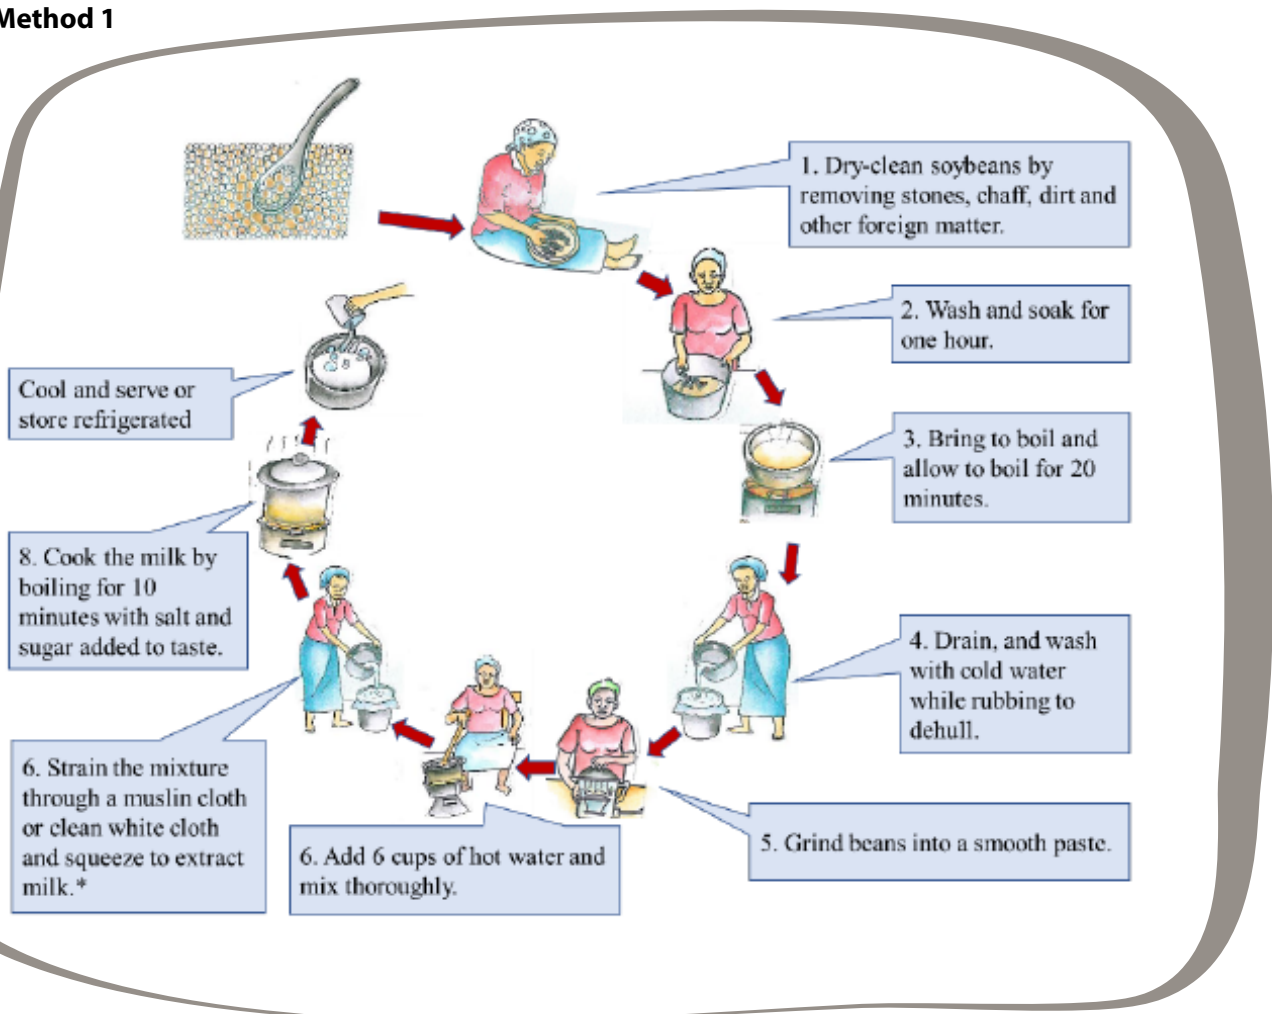 Method 1
1. Dry-clean soybeans by
removing stones, chaff, dirt and
other foreign matter.
2. Wash and soak for
one hour.
3. Bring to boil and
allow to boil for 20
minutes.
4. Drain, and wash
with cold water
while rubbing to
dehull.
5. Grind beans into a smooth paste.
6. Add 6 cups of hot water and
mix thoroughly.
6. Strain the mixture
through a muslin cloth
or clean white cloth
and squeeze to extract
milk.*
8. Cook the milk by
boiling for 10
minutes with salt and
sugar added to taste.
Cool and serve or
store refrigerated